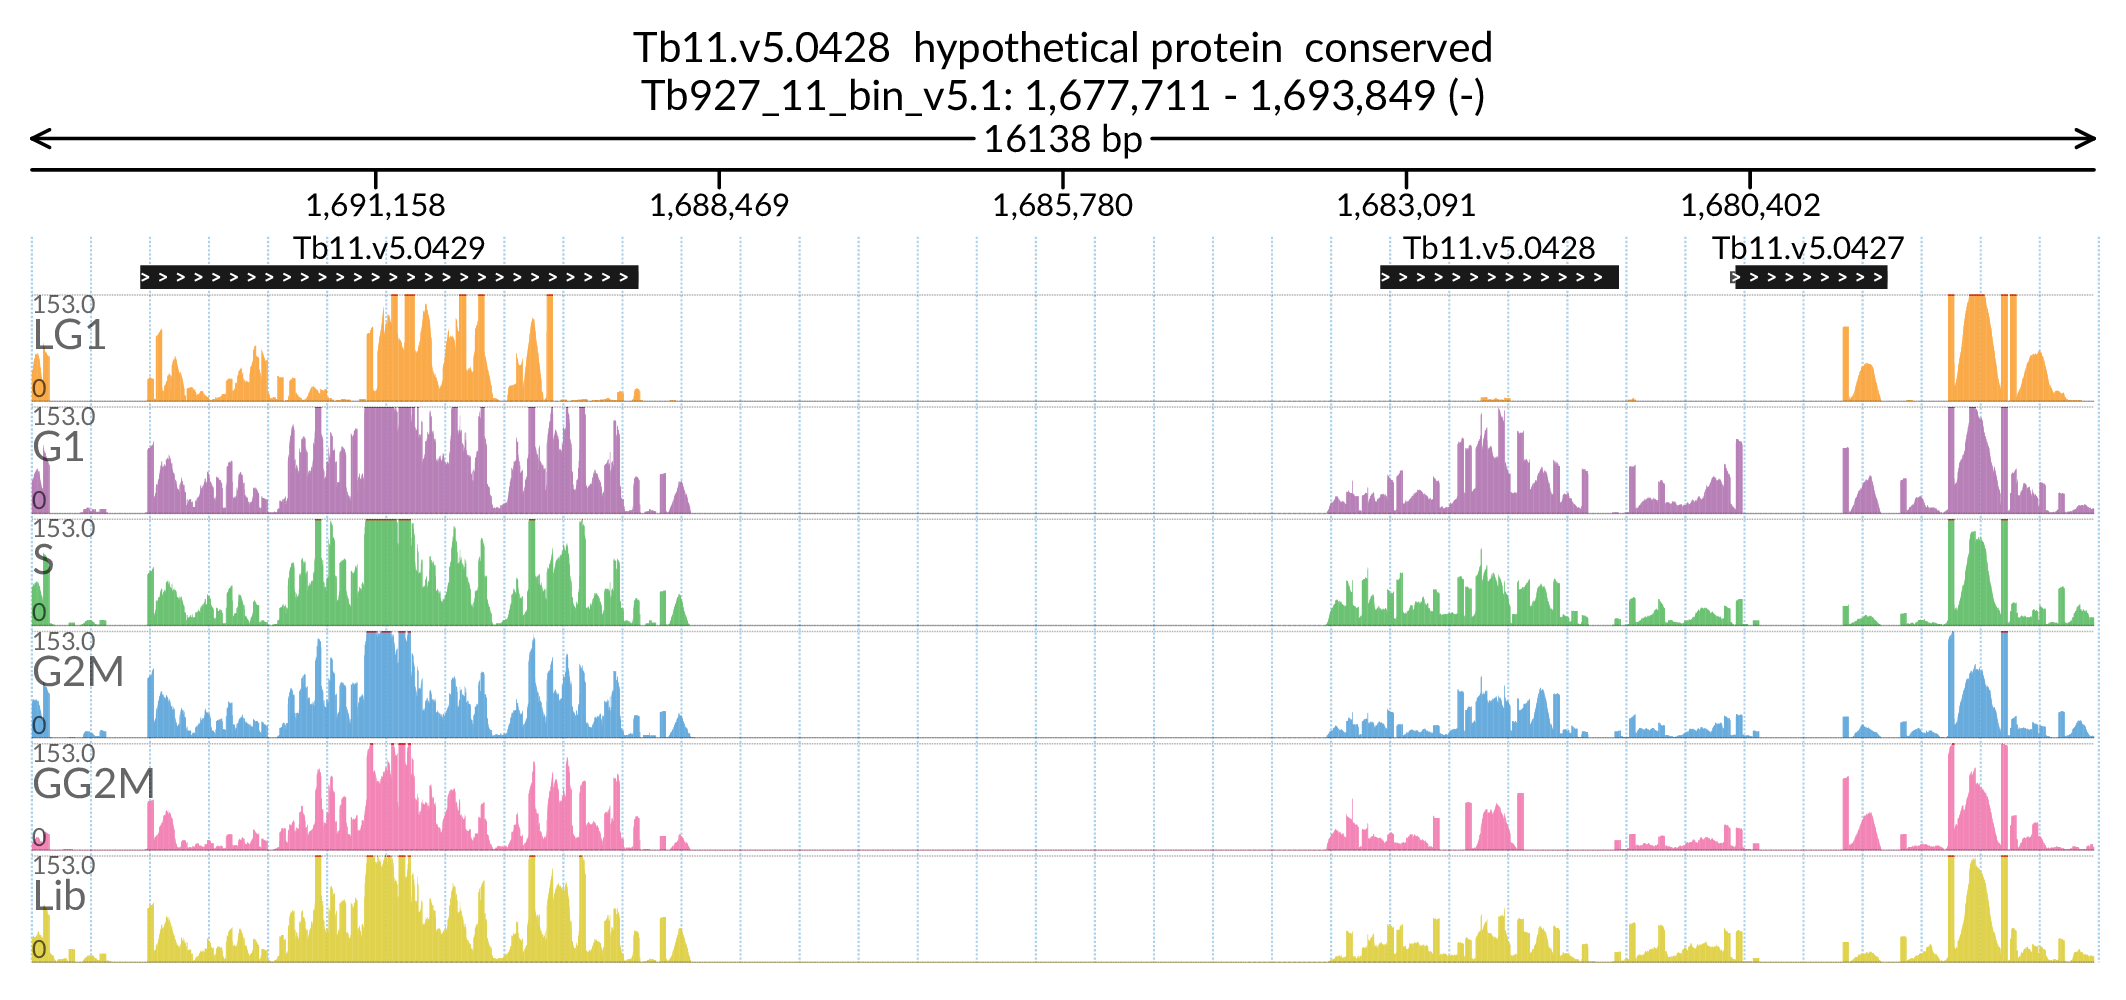 Tb11.v5.0428  hypothetical protein  conserved
Tb927_11_bin_v5.1: 1,677,711 - 1,693,849 (-)
16138 bp
1,691,158 1,688,469 1,685,780 1,683,091 1,680,402
Tb11.v5.0429 Tb11.v5.0428 Tb11.v5.0427
153.0
LG1
0
153.0
G1
0
153.0
S
0
153.0
G2M
0
153.0
GG2M
0
153.0
Lib
0